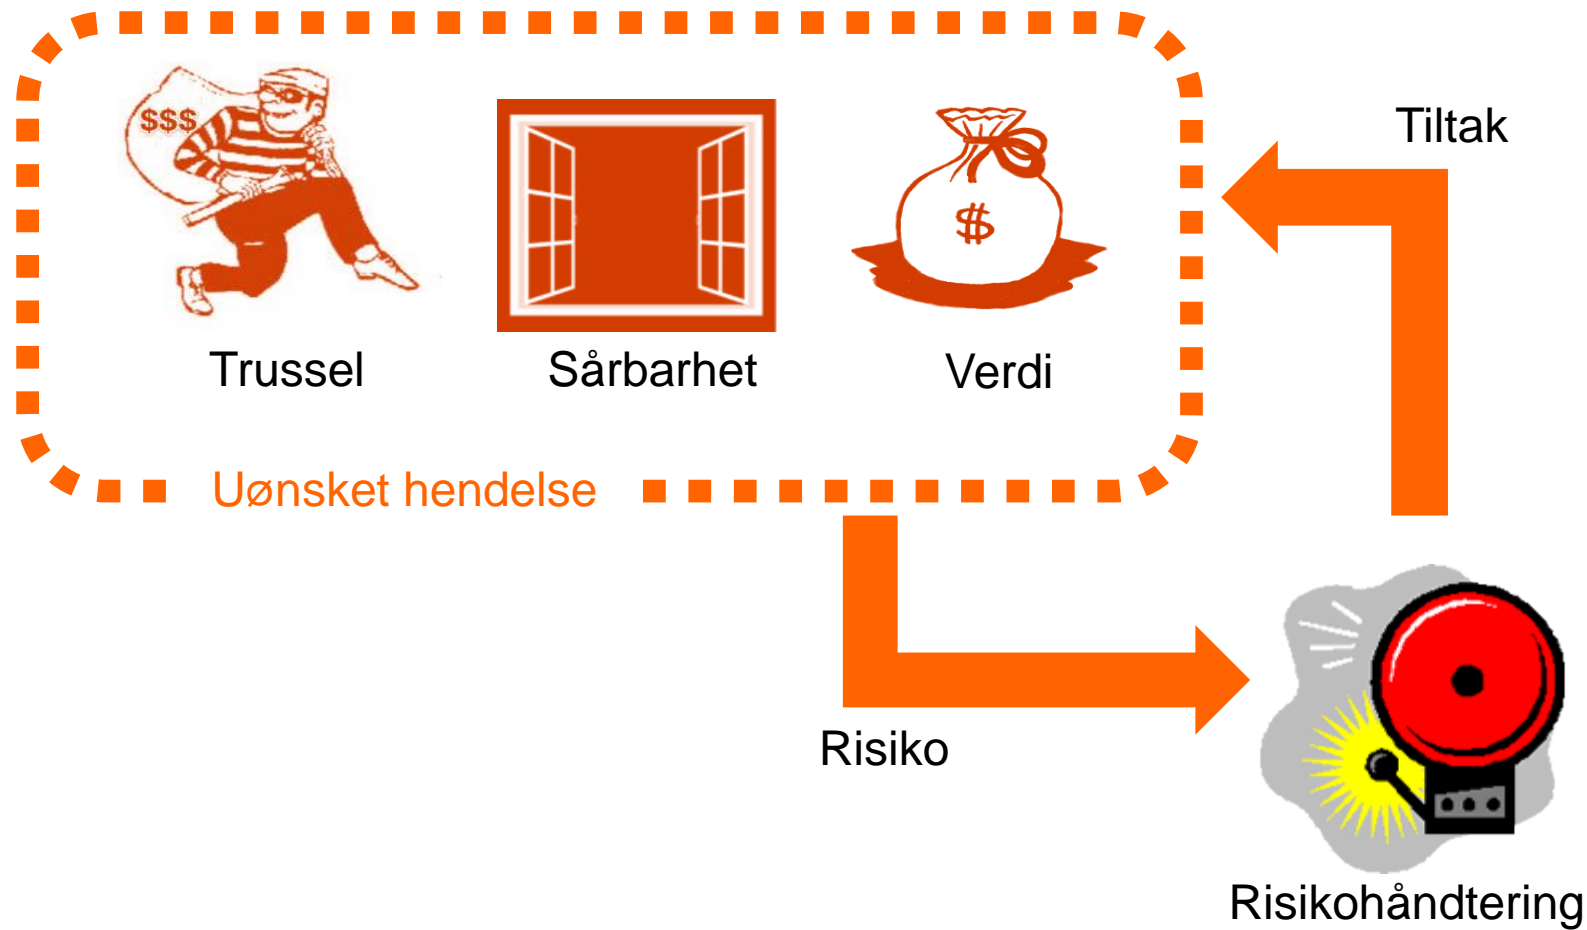 $$$
$
Trussel
Sårbarhet
Verdi
Uønsket hendelse
Tiltak
Risiko
Risikohåndtering